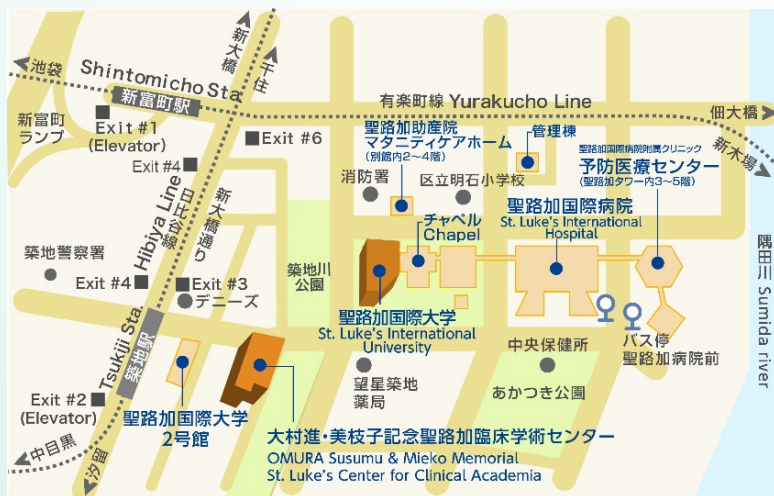 池袋
Shintomicho Sta.
新富町駅
新大橋
千住
有楽町線 Yurakucho Line
佃大橋
新木場
新富町
ランプ
Exit #1
(Elevator)
Exit #6
Exit #4
聖路加助産院
マタニティケアホーム
(別館内2～4階)
管理棟
聖路加国際病院附属クリニック
予防医療センター
(聖路加タワー内3～5階)
消防署
区立明石小学校
Hibiya Line
日比谷線
新大橋通り
チャペル
Chapel
聖路加国際病院
St. Luke's International
Hospital
築地警察署
Exit #4
Exit #3
デニーズ
築地川
公園
隅田川 Sumida river
聖路加国際大学
St. Luke's International
University
バス停
聖路加病院前
中央保健所
あかつき公園
Tsukiji Sta.
築地駅
望星築地
薬局
Exit #2
(Elevator)
聖路加国際大学
2号館
大村進・美枝子記念聖路加臨床学術センター
OMURA Susumu & Mieko Memorial
St. Luke's Center for Clinical Academia
中目黒
汐留